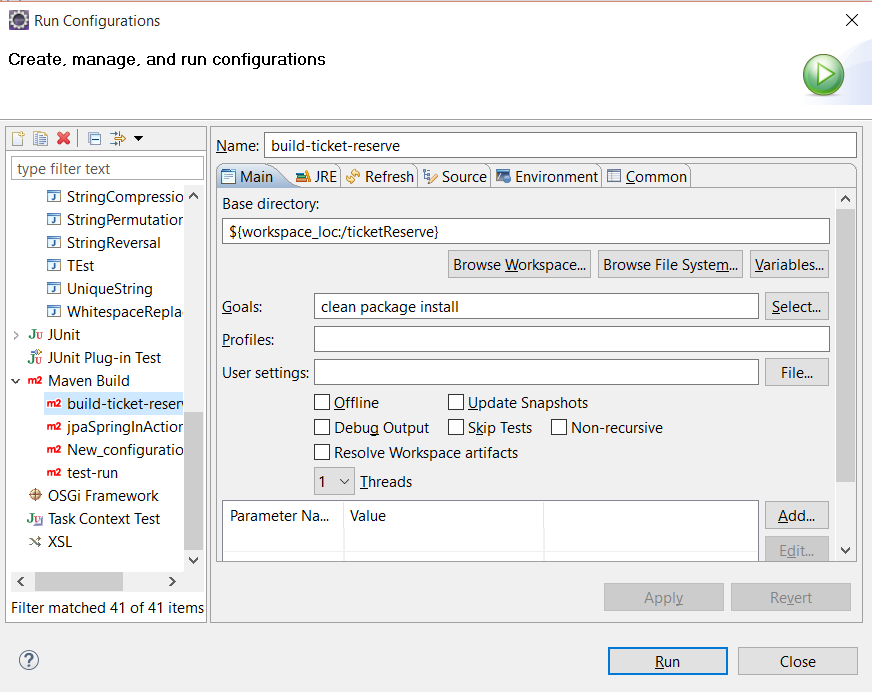 Run Configurations
Create, manage, and run configurations
type filter text
StringCompressio
StringPermutation
StringReversal
TEst
UniqueString
WhitespaceRepla
JUnit
JUnit Plug-in Test
Maven Build
build-ticket-reserv
jpaSpringInAction
New_configuratio
test-run
OSGi Framework
Task Context Test
XSL
Filter matched 41 of 41 items
Name: build-ticket-reserve
Main JRE Refresh Source Environment Common
Base directory:
${workspace_loc:/ticketReserve}
Browse Workspace... Browse File System... Variables...
Goals: clean package install Select...
Profiles:
User settings: File...
Offline Update Snapshots
Debug Output Skip Tests Non-recursive
Resolve Workspace artifacts
1 Threads
Parameter Na... Value Add...
Edit...
Apply Revert
Run Close